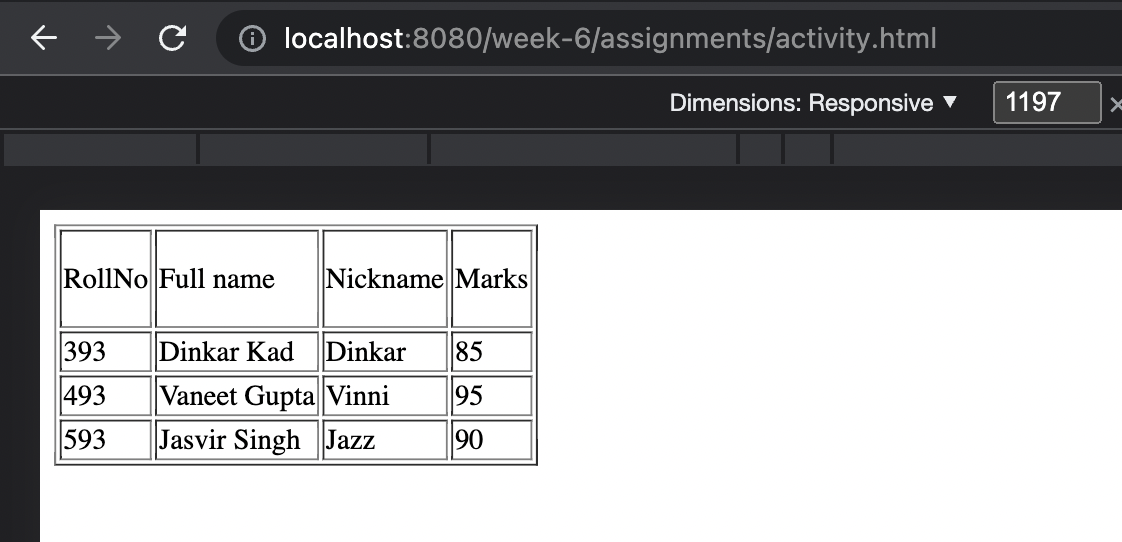 localhost:8080/week-6/assignments/activity.html
Dimensions: Responsive ▼ 1197 ×
RollNo Full name Nickname Marks
393 Dinkar Kad Dinkar 85
493 Vaneet Gupta Vinni 95
593 Jasvir Singh Jazz 90